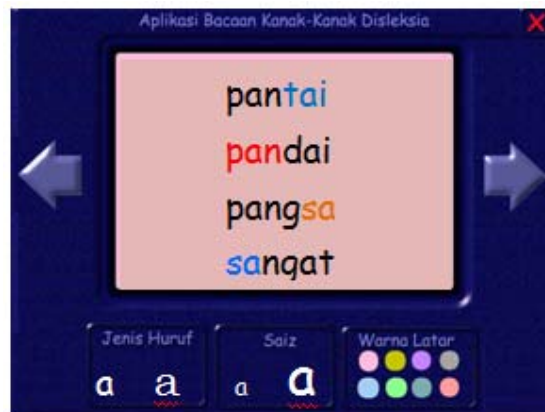 Aplikasi Bacaan Kanak-Kanak Disleksia
pantai
pandai
pangsa
sangat
Jenis Huruf
a a
Saiz
a a
Warna Latar